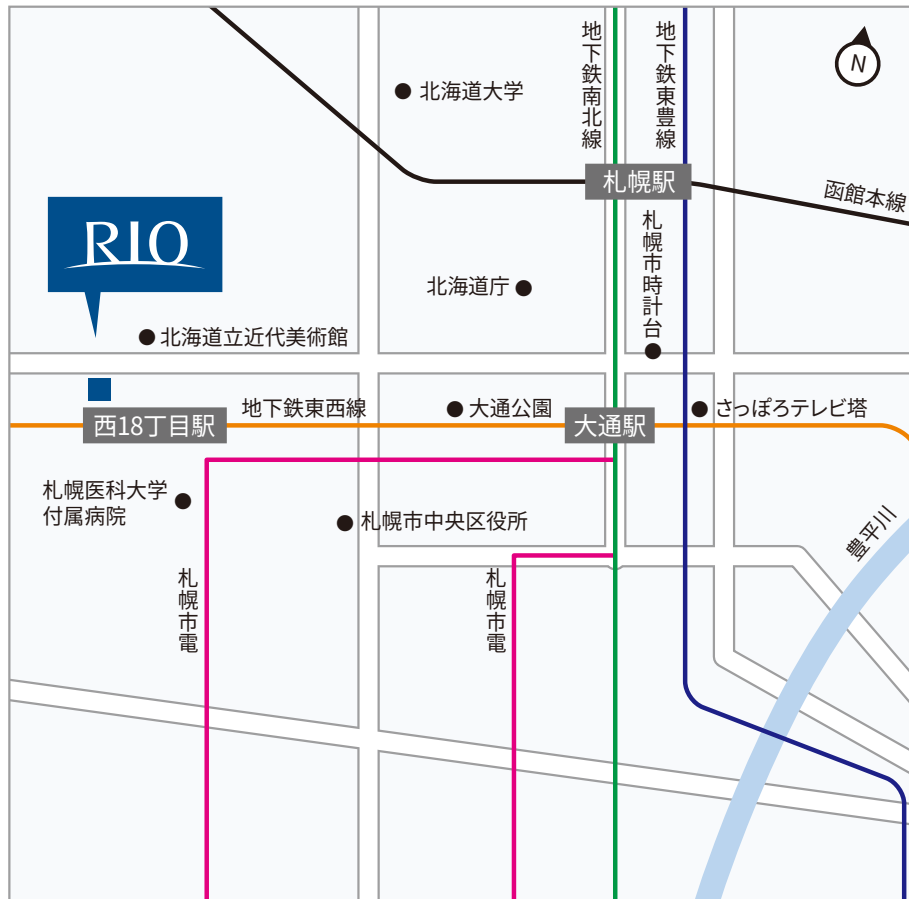 地下鉄南北線
地下鉄東豊線
N
北海道大学
札幌駅
函館本線
RIO
札幌市時計台
北海道庁
北海道立近代美術館
地下鉄東西線
大通公園
さっぽろテレビ塔
西18丁目駅
大通駅
札幌医科大学
付属病院
札幌市中央区役所
豊平川
札幌市電
札幌市電